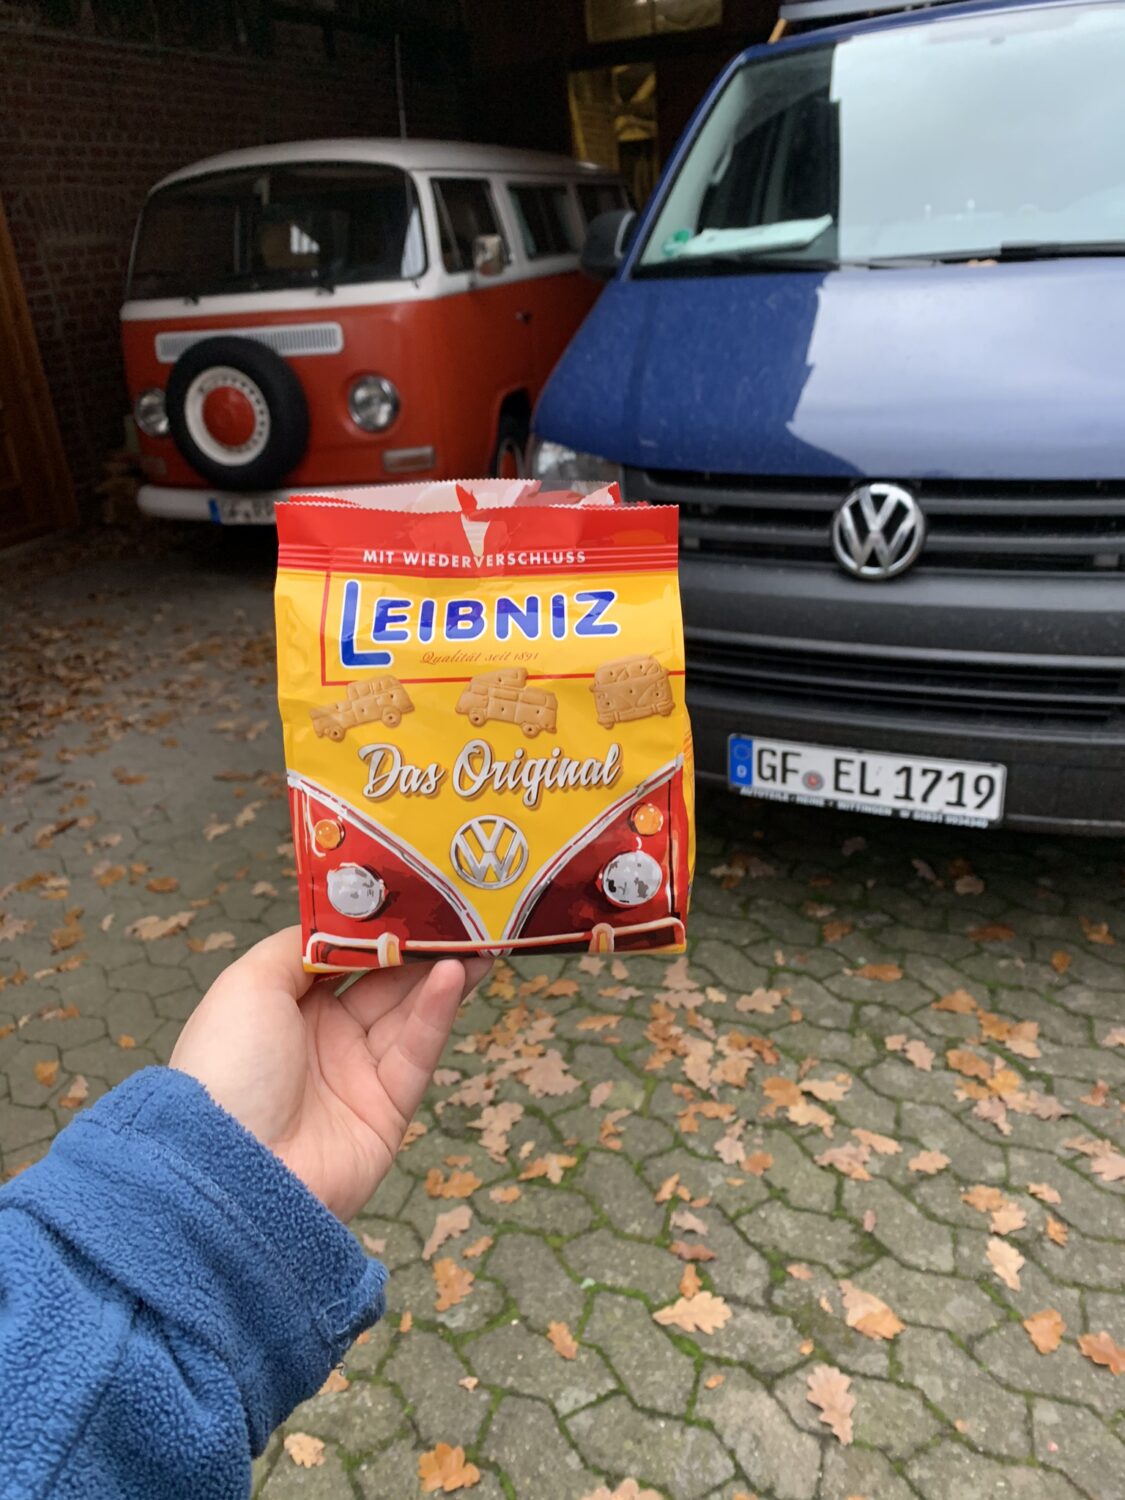 MIT WIEDERVERSCHLUSS
LEIBNIZ
Qualität seit 1891
Das Original
GF EL 1719